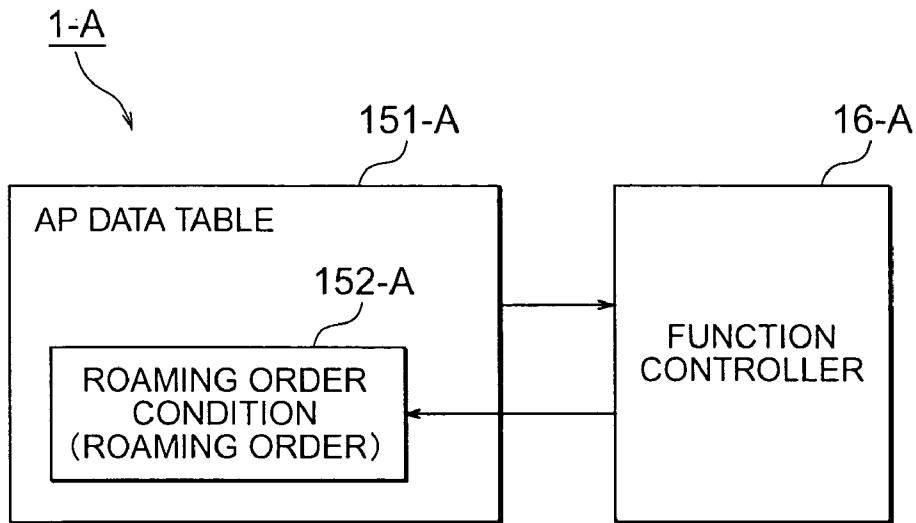 1-A
151-A
16-A
AP DATA TABLE
152-A
ROAMING ORDER
CONDITION
(ROAMING ORDER)
FUNCTION
CONTROLLER